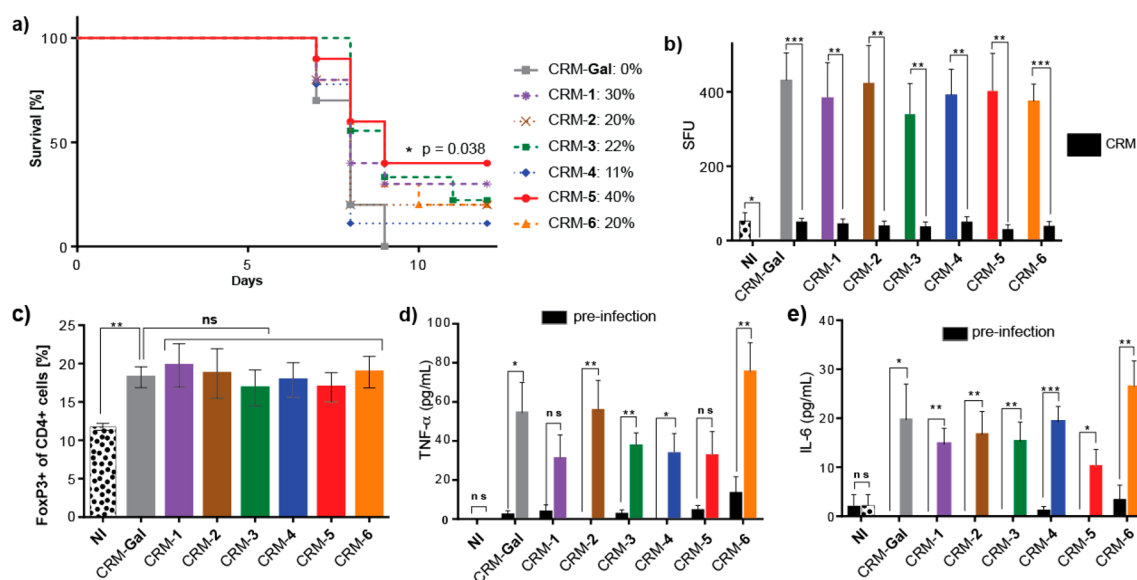 a)
Survival [%]
100
50
0
0
5
10
Days
* p = 0.038
CRM-Gal: 0%
CRM-1: 30%
CRM-2: 20%
CRM-3: 22%
CRM-4: 11%
CRM-5: 40%
CRM-6: 20%
b)
SFU
400
200
0
*
***
**
**
**
**
**
***
CRM
NI
CRM-Gal
CRM-1
CRM-2
CRM-3
CRM-4
CRM-5
CRM-6
c)
FoxP3+ of CD4+ cells [%]
25
20
15
10
5
0
**
ns
NI
CRM-Gal
CRM-1
CRM-2
CRM-3
CRM-4
CRM-5
CRM-6
d)
pre-infection
TNF-α (pg/mL)
100
80
60
40
20
0
n s
*
n s
**
**
*
n s
**
NI
CRM-Gal
CRM-1
CRM-2
CRM-3
CRM-4
CRM-5
CRM-6
e)
pre-infection
IL-6 (pg/mL)
40
30
20
10
0
n s
*
**
**
**
***
*
**
NI
CRM-Gal
CRM-1
CRM-2
CRM-3
CRM-4
CRM-5
CRM-6